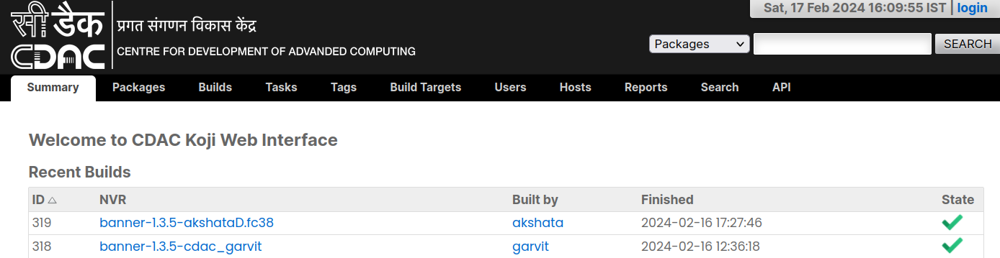 सी डैक
CDAC
प्रगत संगणन विकास केंद्र
CENTRE FOR DEVELOPMENT OF ADVANDED COMPUTING
Sat, 17 Feb 2024 16:09:55 IST | login
Packages SEARCH
Summary Packages Builds Tasks Tags Build Targets Users Hosts Reports Search API
Welcome to CDAC Koji Web Interface
Recent Builds
ID NVR Built by Finished State
319 banner-1.3.5-akshataD.fc38 akshata 2024-02-16 17:27:46
318 banner-1.3.5-cdac_garvit garvit 2024-02-16 12:36:18